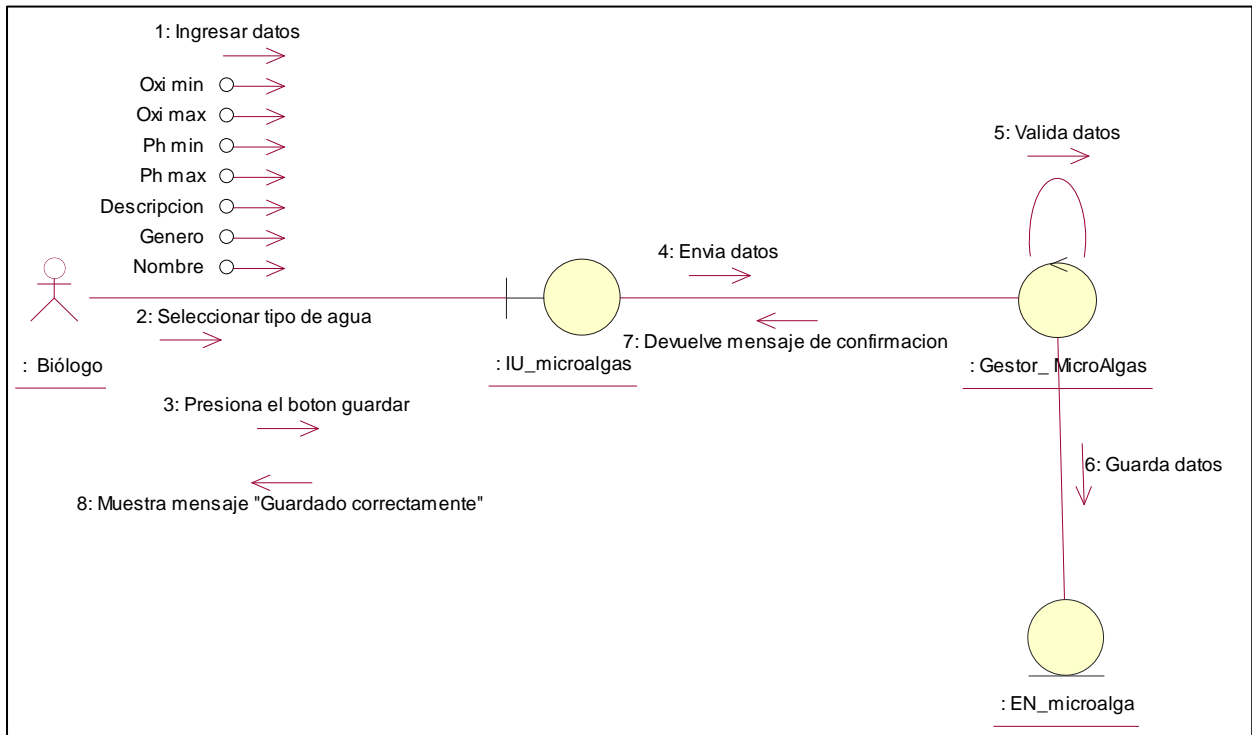 1: Ingresar datos
Oxi min
Oxi max
Ph min
Ph max
Descripcion
Genero
Nombre
2: Seleccionar tipo de agua
: Biólogo
3: Presiona el boton guardar
8: Muestra mensaje "Guardado correctamente"
4: Envia datos
7: Devuelve mensaje de confirmacion
: IU_microalgas
5: Valida datos
: Gestor_ MicroAlgas
6: Guarda datos
: EN_microalga